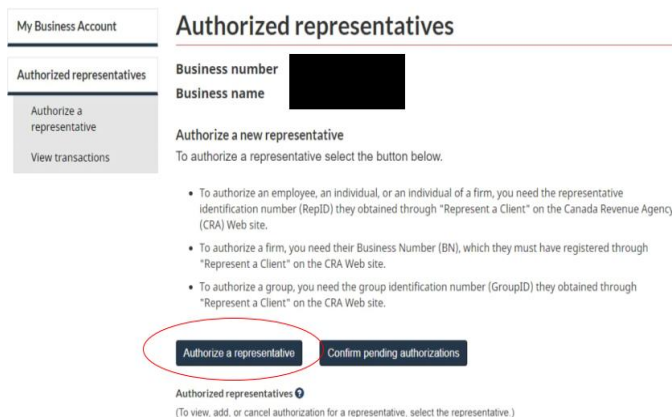 My Business Account
Authorized representatives
Authorize a
representative
View transactions
Authorized representatives
Business number
Business name
Authorize a new representative
To authorize a representative select the button below.
• To authorize an employee, an individual, or an individual of a firm, you need the representative
identification number (RepID) they obtained through "Represent a Client" on the Canada Revenue Agency
(CRA) Web site.
• To authorize a firm, you need their Business Number (BN), which they must have registered through
"Represent a Client" on the CRA Web site.
• To authorize a group, you need the group identification number (GroupID) they obtained through
"Represent a Client" on the CRA Web site.
Authorize a representative
Confirm pending authorizations
Authorized representatives ?
(To view, add, or cancel authorization for a representative, select the representative.)